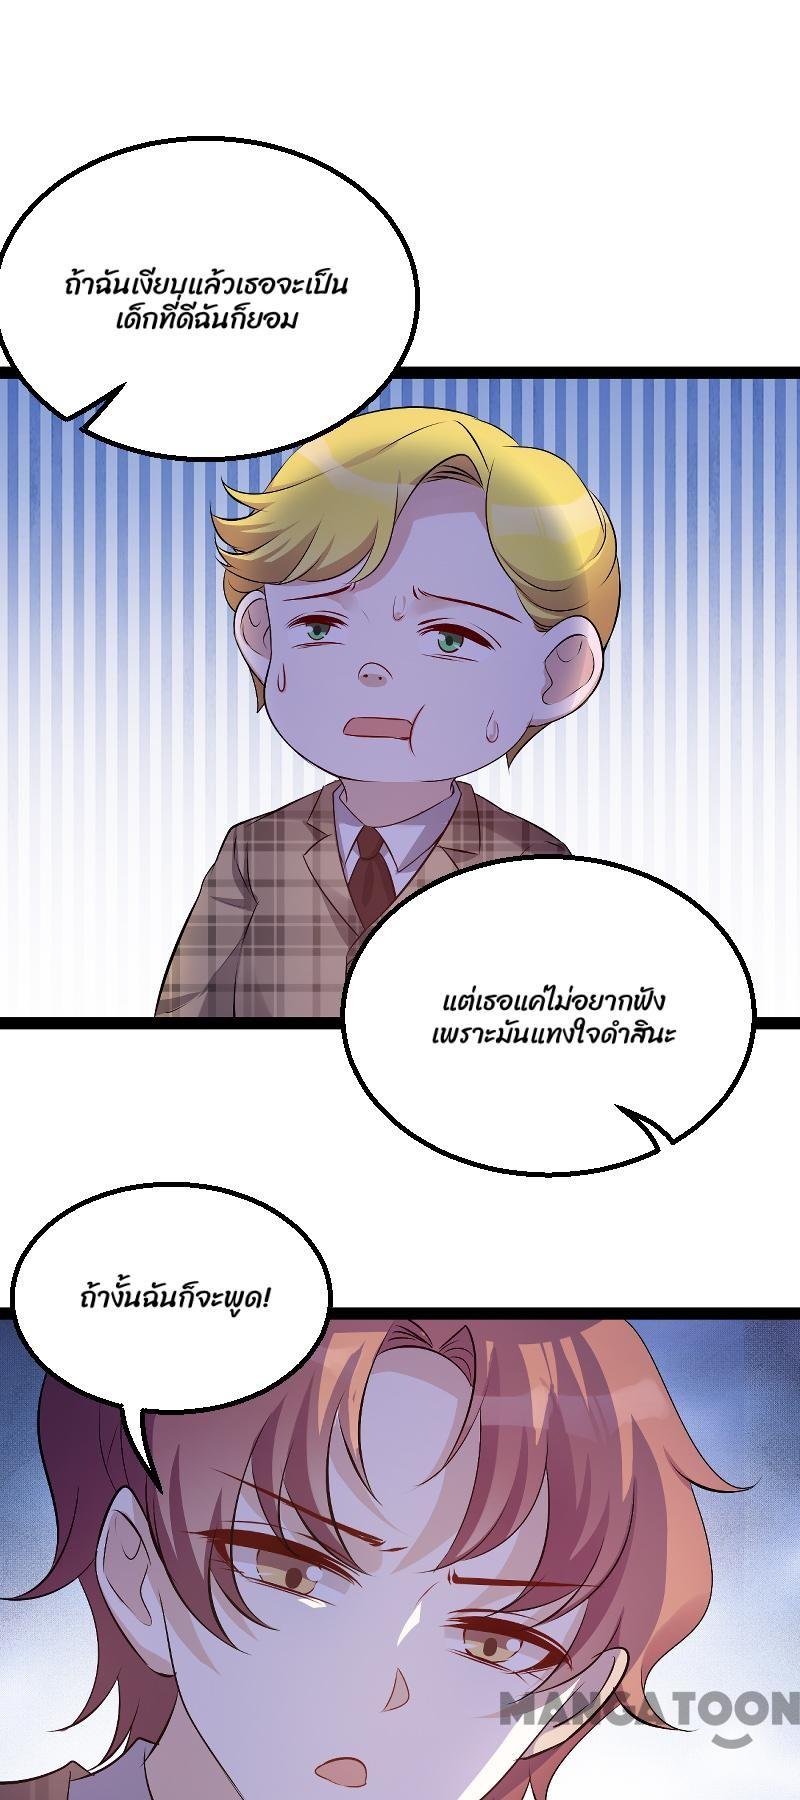 ถ้าฉันเงียบแล้วเธอจะเป็น
เด็กที่ดีฉันก็ยอม
แต่เธอแค่ไม่อยากฟัง
เพราะมันแทงใจดำสินะ
ถ้างั้นฉันก็จะพูด!
MANGATOON